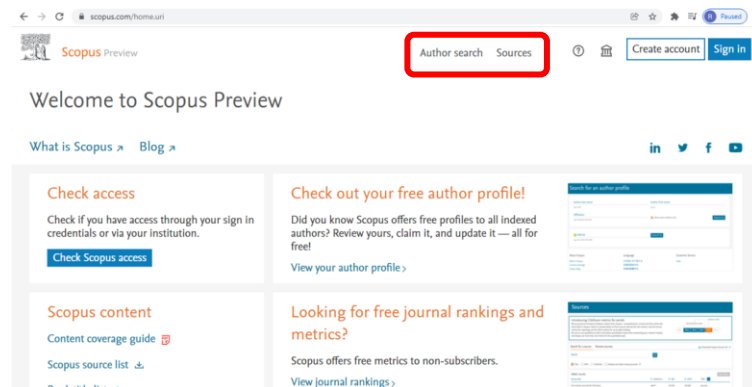 scopus.com/home.uri
R Paused
Scopus Preview
Author search Sources
Create account Sign in
Welcome to Scopus Preview
What is Scopus Blog
Check access
Check if you have access through your sign in
credentials or via your institution.
Check Scopus access
Check out your free author profile!
Did you know Scopus offers free profiles to all indexed
authors? Review yours, claim it, and update it — all for
free!
View your author profile
Search for an author profile
Scopus content
Content coverage guide
Scopus source list
Looking for free journal rankings and
metrics?
Scopus offers free metrics to non-subscribers.
View journal rankings
Sources